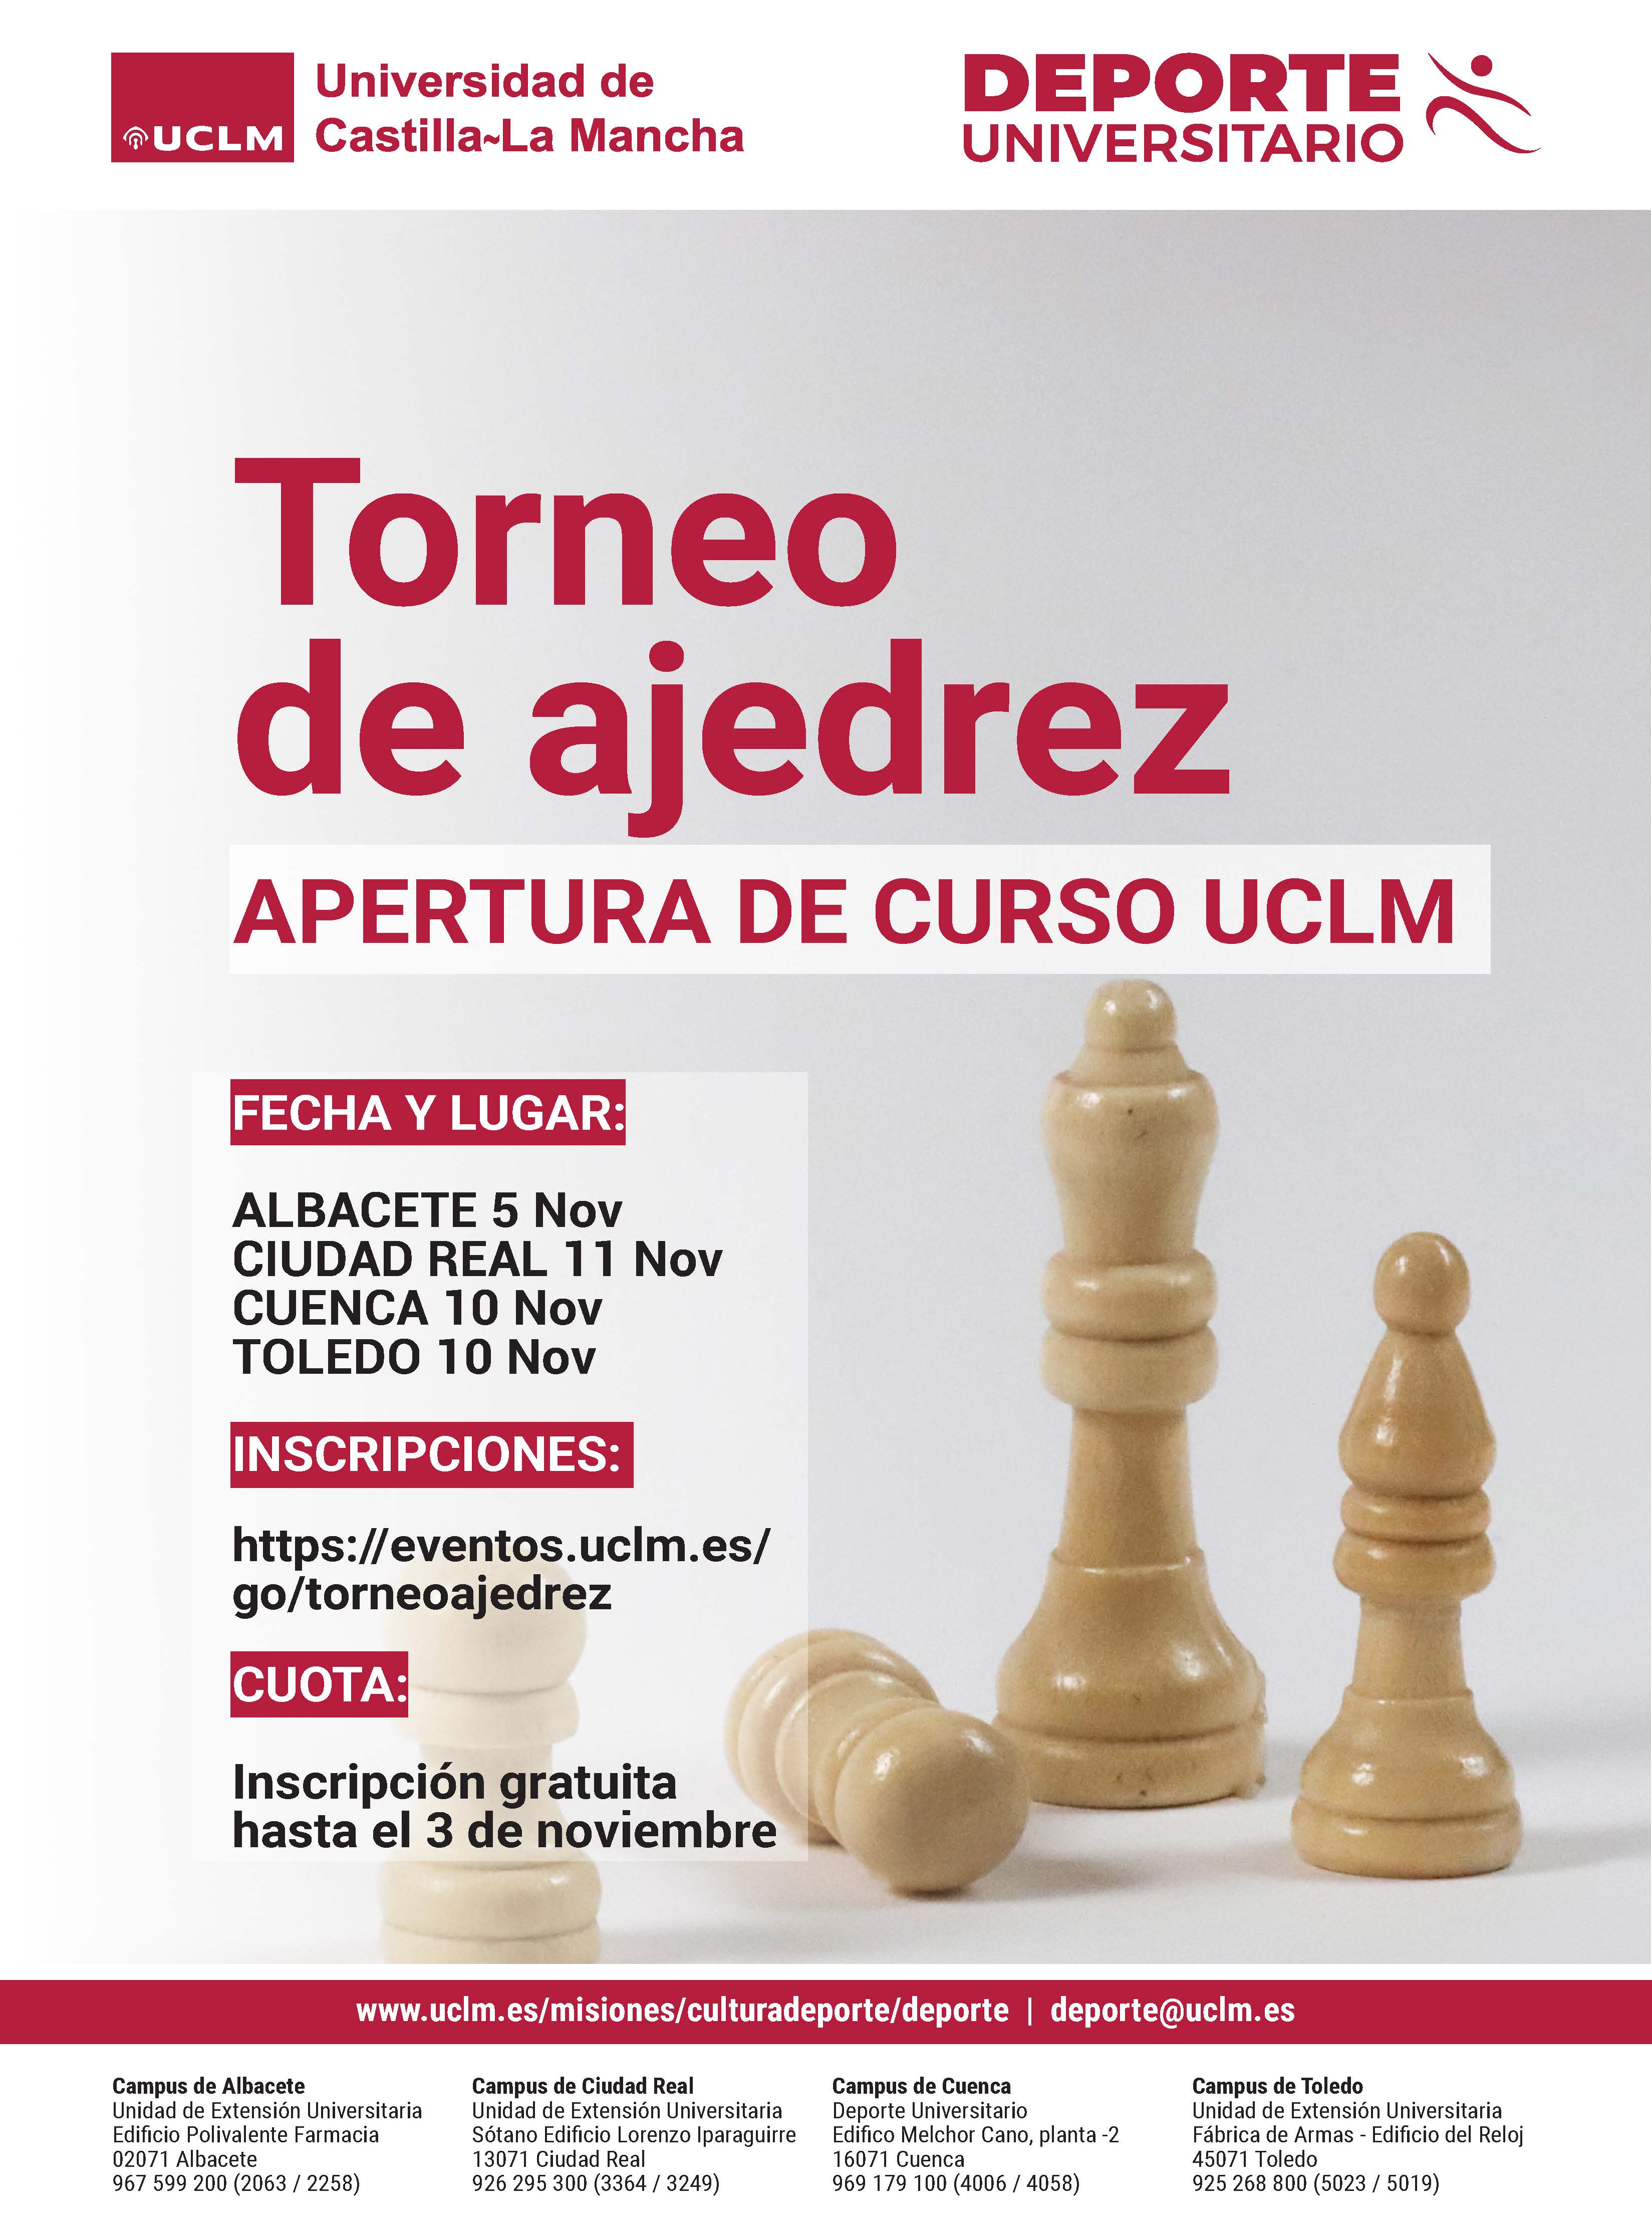 UCLM
Universidad de
Castilla~La Mancha
DEPORTE
UNIVERSITARIO
Torneo
de ajedrez
APERTURA DE CURSO UCLM
FECHA Y LUGAR:
ALBACETE 5 Nov
CIUDAD REAL 11 Nov
CUENCA 10 Nov
TOLEDO 10 Nov
INSCRIPCIONES:
https://eventos.uclm.es/
go/torneoajedrez
CUOTA:
Inscripción gratuita
hasta el 3 de noviembre
www.uclm.es/misiones/culturadeporte/deporte | deporte@uclm.es
Campus de Albacete
Unidad de Extensión Universitaria
Edificio Polivalente Farmacia
02071 Albacete
967 599 200 (2063 / 2258)
Campus de Ciudad Real
Unidad de Extensión Universitaria
Sótano Edificio Lorenzo Iparaguirre
13071 Ciudad Real
926 295 300 (3364 / 3249)
Campus de Cuenca
Deporte Universitario
Edifico Melchor Cano, planta -2
16071 Cuenca
969 179 100 (4006 / 4058)
Campus de Toledo
Unidad de Extensión Universitaria
Fábrica de Armas - Edificio del Reloj
45071 Toledo
925 268 800 (5023 / 5019)